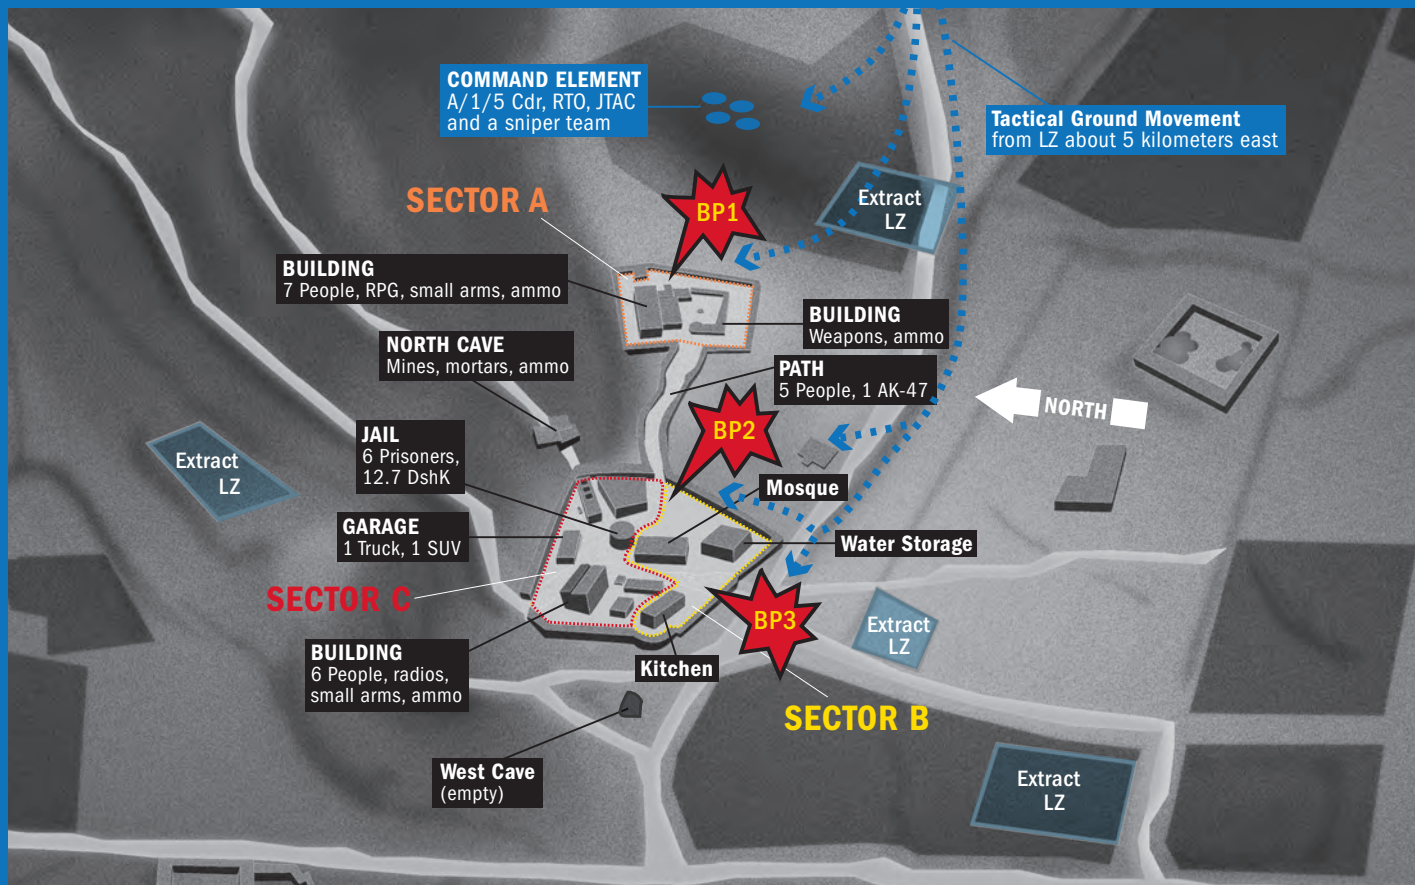 COMMAND ELEMENT
A/1/5 Cdr, RTO, JTAC
and a sniper team
Tactical Ground Movement
from LZ about 5 kilometers east
SECTOR A
BP1
Extract
LZ
BUILDING
7 People, RPG, small arms, ammo
BUILDING
Weapons, ammo
NORTH CAVE
Mines, mortars, ammo
PATH
5 People, 1 AK-47
NORTH
JAIL
6 Prisoners,
12.7 DshK
BP2
Extract
LZ
Mosque
GARAGE
1 Truck, 1 SUV
Water Storage
SECTOR C
BP3
Extract
LZ
BUILDING
6 People, radios,
small arms, ammo
Kitchen
SECTOR B
West Cave
(empty)
Extract
LZ